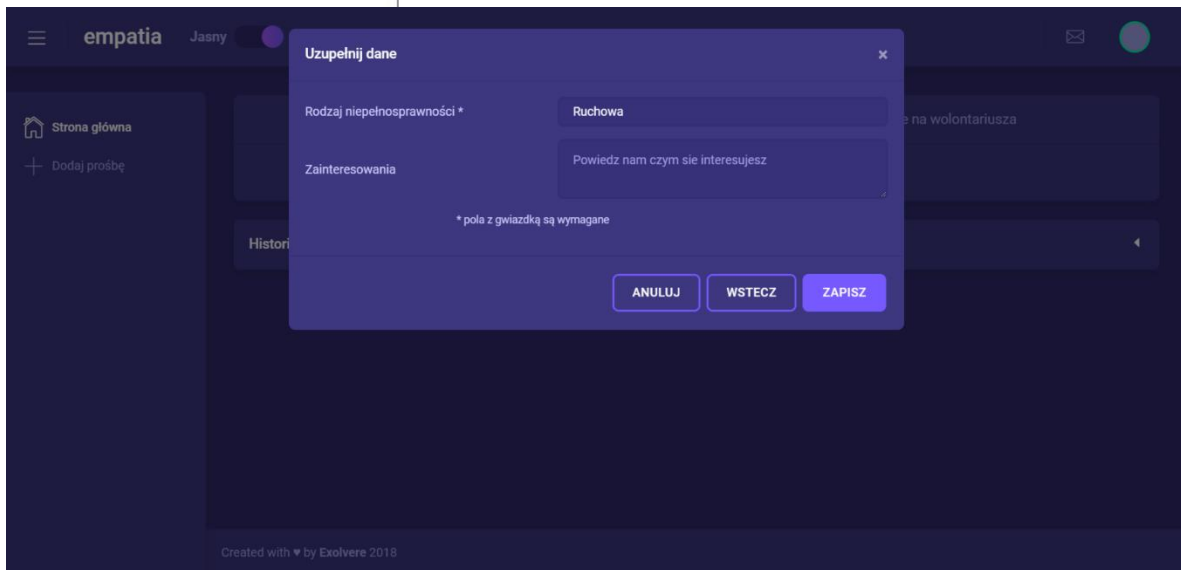 empatia Jasny
Uzupełnij dane ×
Rodzaj niepełnosprawności * Ruchowa
e na wolontariusza
Strona główna
Zainteresowania Powiedz nam czym sie interesujesz
Dodaj prośbę
* pola z gwiazdką są wymagane
Histori
ANULUJ WSTECZ ZAPISZ
Created with ♥ by Exolvere 2018